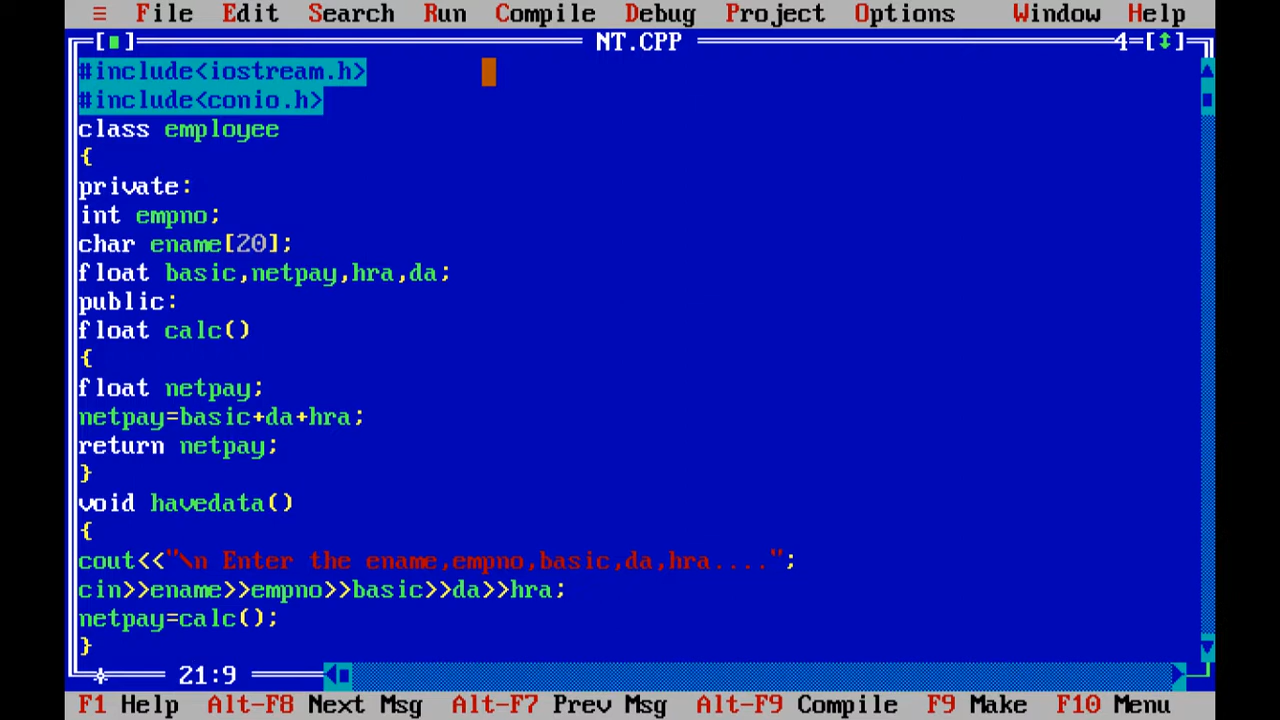 ≡ File Edit Search Run Compile Debug Project Options Window Help
[■] NT.CPP 4=[↕]
#include<iostream.h>
#include<conio.h>
class employee
{
private:
int empno;
char ename[20];
float basic,netpay,hra,da;
public:
float calc()
{
float netpay;
netpay=basic+da+hra;
return netpay;
}
void havedata()
{
cout<<"\n Enter the ename,empno,basic,da,hra....";
cin>>ename>>empno>>basic>>da>>hra;
netpay=calc();
}
21:9
F1 Help Alt-F8 Next Msg Alt-F7 Prev Msg Alt-F9 Compile F9 Make F10 Menu